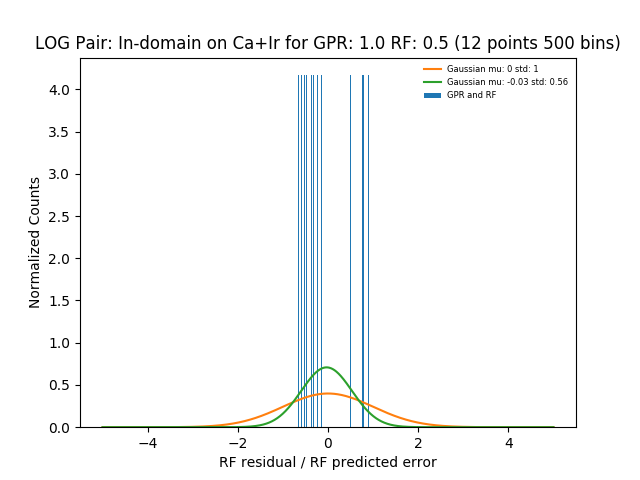 LOG Pair: In-domain on Ca+Ir for GPR: 1.0 RF: 0.5 (12 points 500 bins)
Gaussian mu: 0 std: 1
Gaussian mu: -0.03 std: 0.56
GPR and RF
4.0
3.5
3.0
2.5
2.0
1.5
1.0
0.5
0.0
Normalized Counts
−4 −2 0 2 4
RF residual / RF predicted error